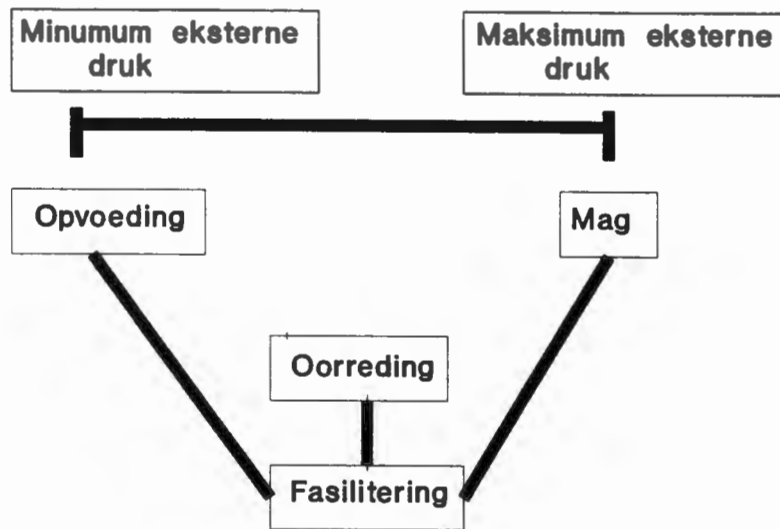 Minumum eksterne
druk
Maksimum eksterne
druk
Opvoeding
Mag
Oorreding
Fasilitering